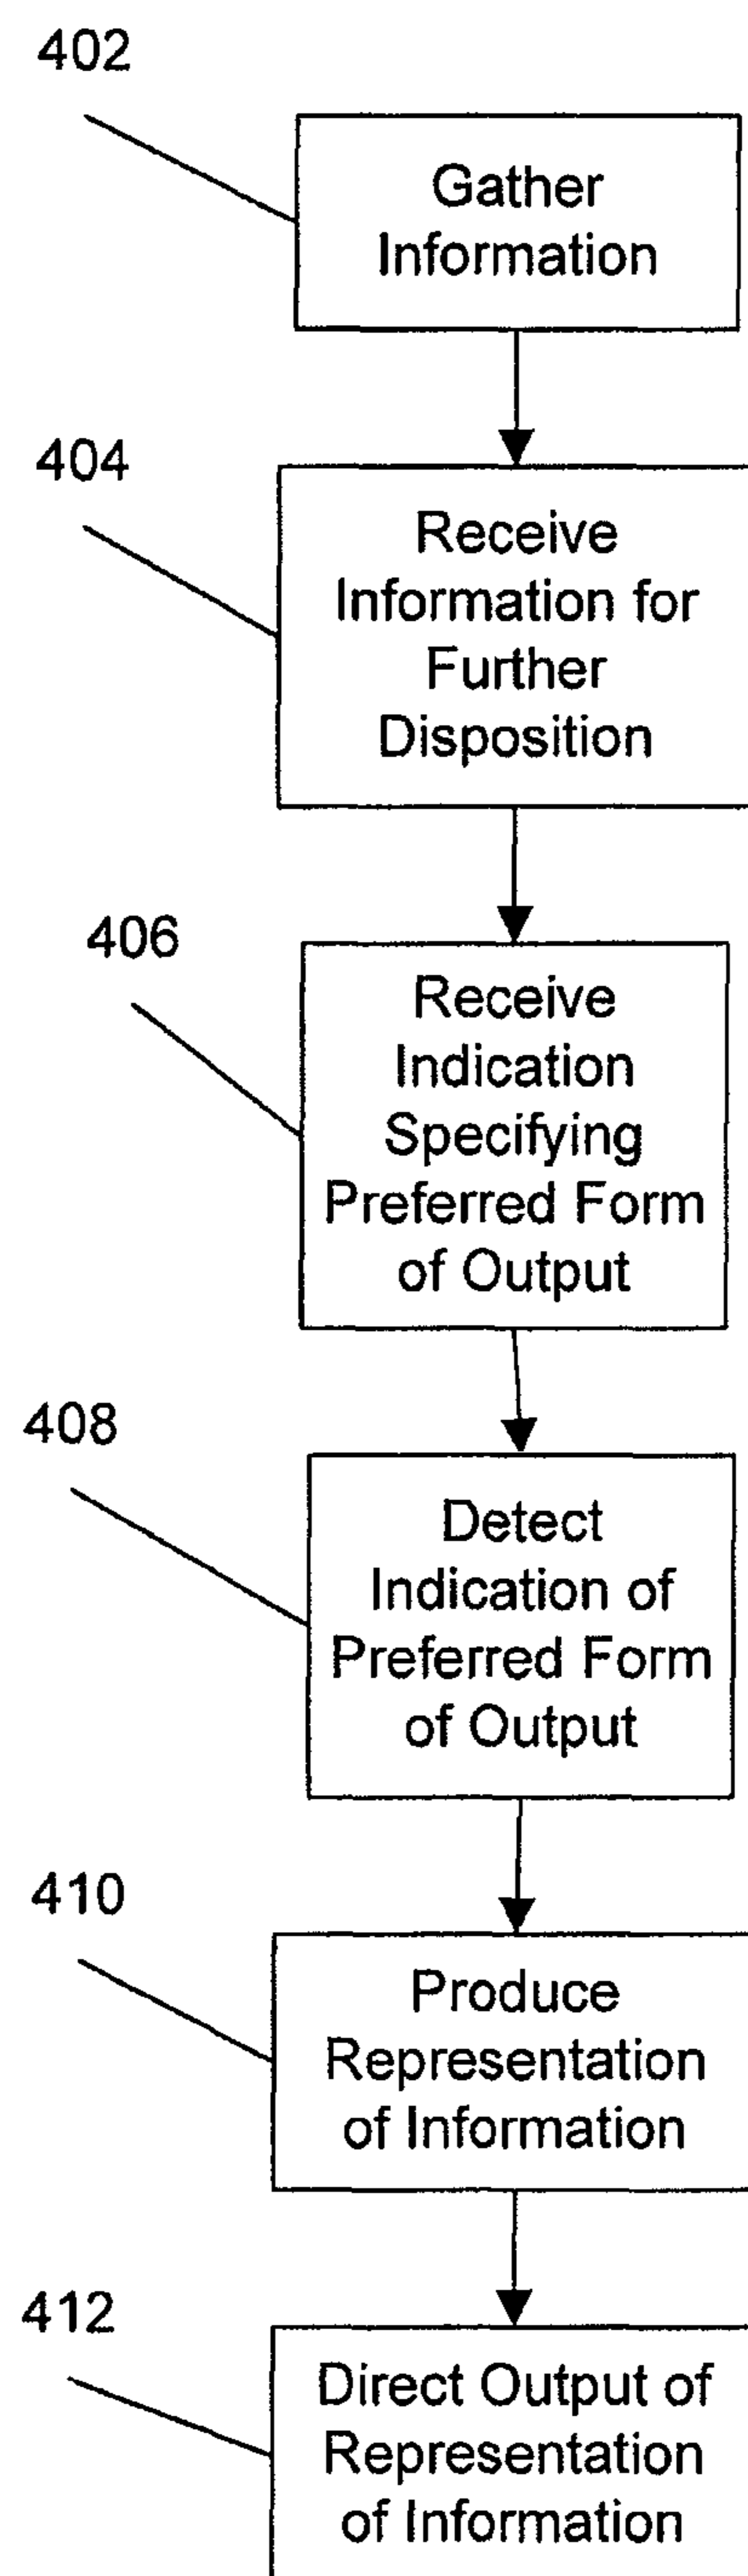 402
Gather
Information
404
Receive
Information for
Further
Disposition
406
Receive
Indication
Specifying
Preferred Form
of Output
408
Detect
Indication of
Preferred Form
of Output
410
Produce
Representation
of Information
412
Direct Output of
Representation
of Information